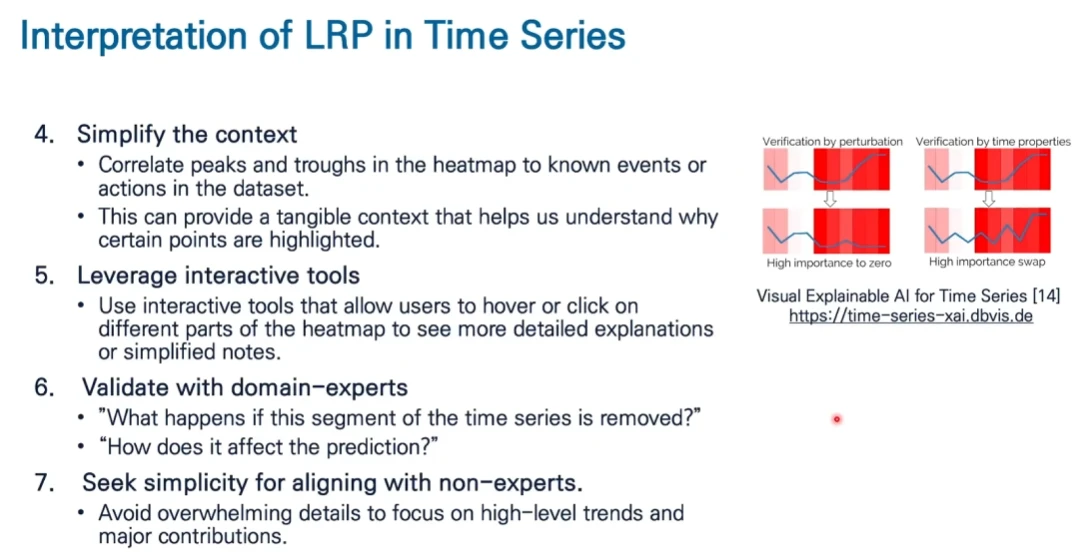 Interpretation of LRP in Time Series
4. Simplify the context
• Correlate peaks and troughs in the heatmap to known events or
actions in the dataset.
• This can provide a tangible context that helps us understand why
certain points are highlighted.
5. Leverage interactive tools
• Use interactive tools that allow users to hover or click on
different parts of the heatmap to see more detailed explanations
or simplified notes.
6. Validate with domain-experts
• ”What happens if this segment of the time series is removed?”
• “How does it affect the prediction?”
7. Seek simplicity for aligning with non-experts.
• Avoid overwhelming details to focus on high-level trends and
major contributions.
Verification by perturbation
Verification by time properties
High importance to zero
High importance swap
Visual Explainable AI for Time Series [14]
https://time-series-xai.dbvis.de